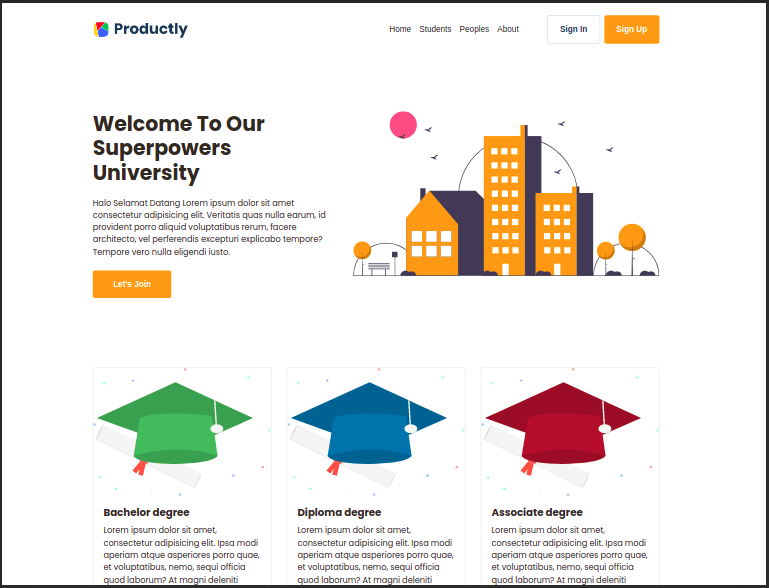 Productly
Home Students Peoples About Sign In Sign Up
Welcome To Our
Superpowers
University
Halo Selamat Datang Lorem ipsum dolor sit amet
consectetur adipisicing elit. Veritatis quas nulla earum, id
provident porro aliquid voluptatibus rerum, facere
architecto, vel perferendis excepturi explicabo tempore?
Tempore vero nulla eligendi iusto.
Let's Join
Bachelor degree
Lorem ipsum dolor sit amet,
consectetur adipisicing elit. Ipsa modi
aperiam atque asperiores porro quae,
et voluptatibus, nemo, sequi officia
quod laborum? At magni deleniti
Diploma degree
Lorem ipsum dolor sit amet,
consectetur adipisicing elit. Ipsa modi
aperiam atque asperiores porro quae,
et voluptatibus, nemo, sequi officia
quod laborum? At magni deleniti
Associate degree
Lorem ipsum dolor sit amet,
consectetur adipisicing elit. Ipsa modi
aperiam atque asperiores porro quae,
et voluptatibus, nemo, sequi officia
quod laborum? At magni deleniti